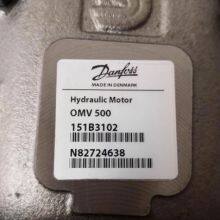 Danfoss
MADE IN DENMARK
Hydraulic Motor
OMV 500
151B3102
N82724638